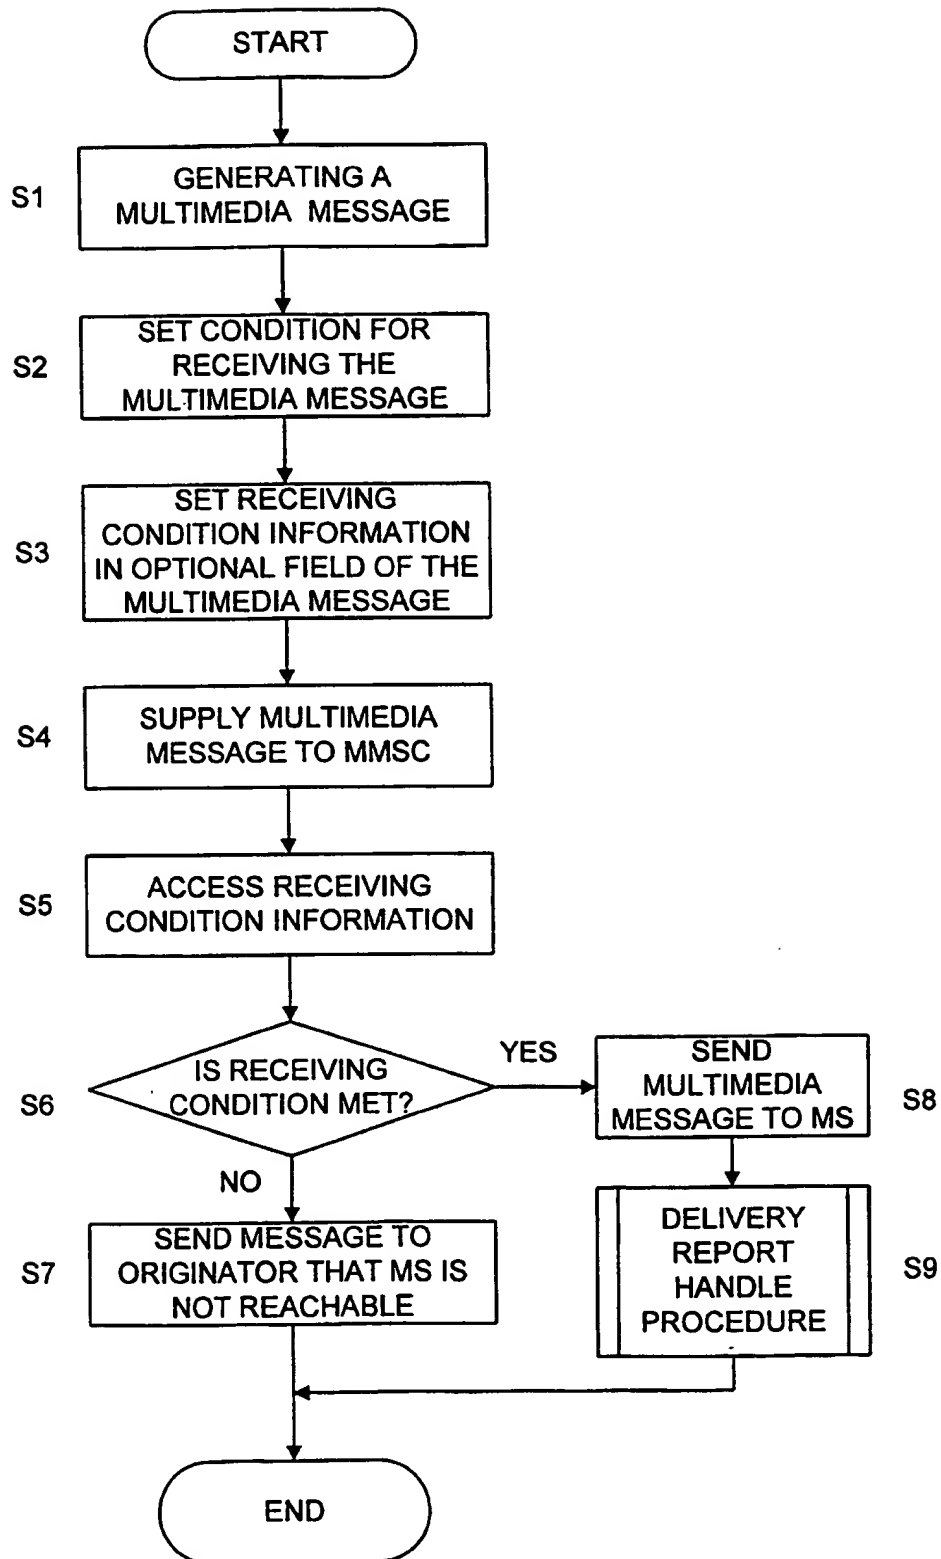 START
S1
GENERATING A
MULTIMEDIA MESSAGE
S2
SET CONDITION FOR
RECEIVING THE
MULTIMEDIA MESSAGE
S3
SET RECEIVING
CONDITION INFORMATION
IN OPTIONAL FIELD OF THE
MULTIMEDIA MESSAGE
S4
SUPPLY MULTIMEDIA
MESSAGE TO MMSC
S5
ACCESS RECEIVING
CONDITION INFORMATION
S6
IS RECEIVING
CONDITION MET?
YES
SEND
MULTIMEDIA
MESSAGE TO MS
S8
NO
S7
SEND MESSAGE TO
ORIGINATOR THAT MS IS
NOT REACHABLE
DELIVERY
REPORT
HANDLE
PROCEDURE
S9
END